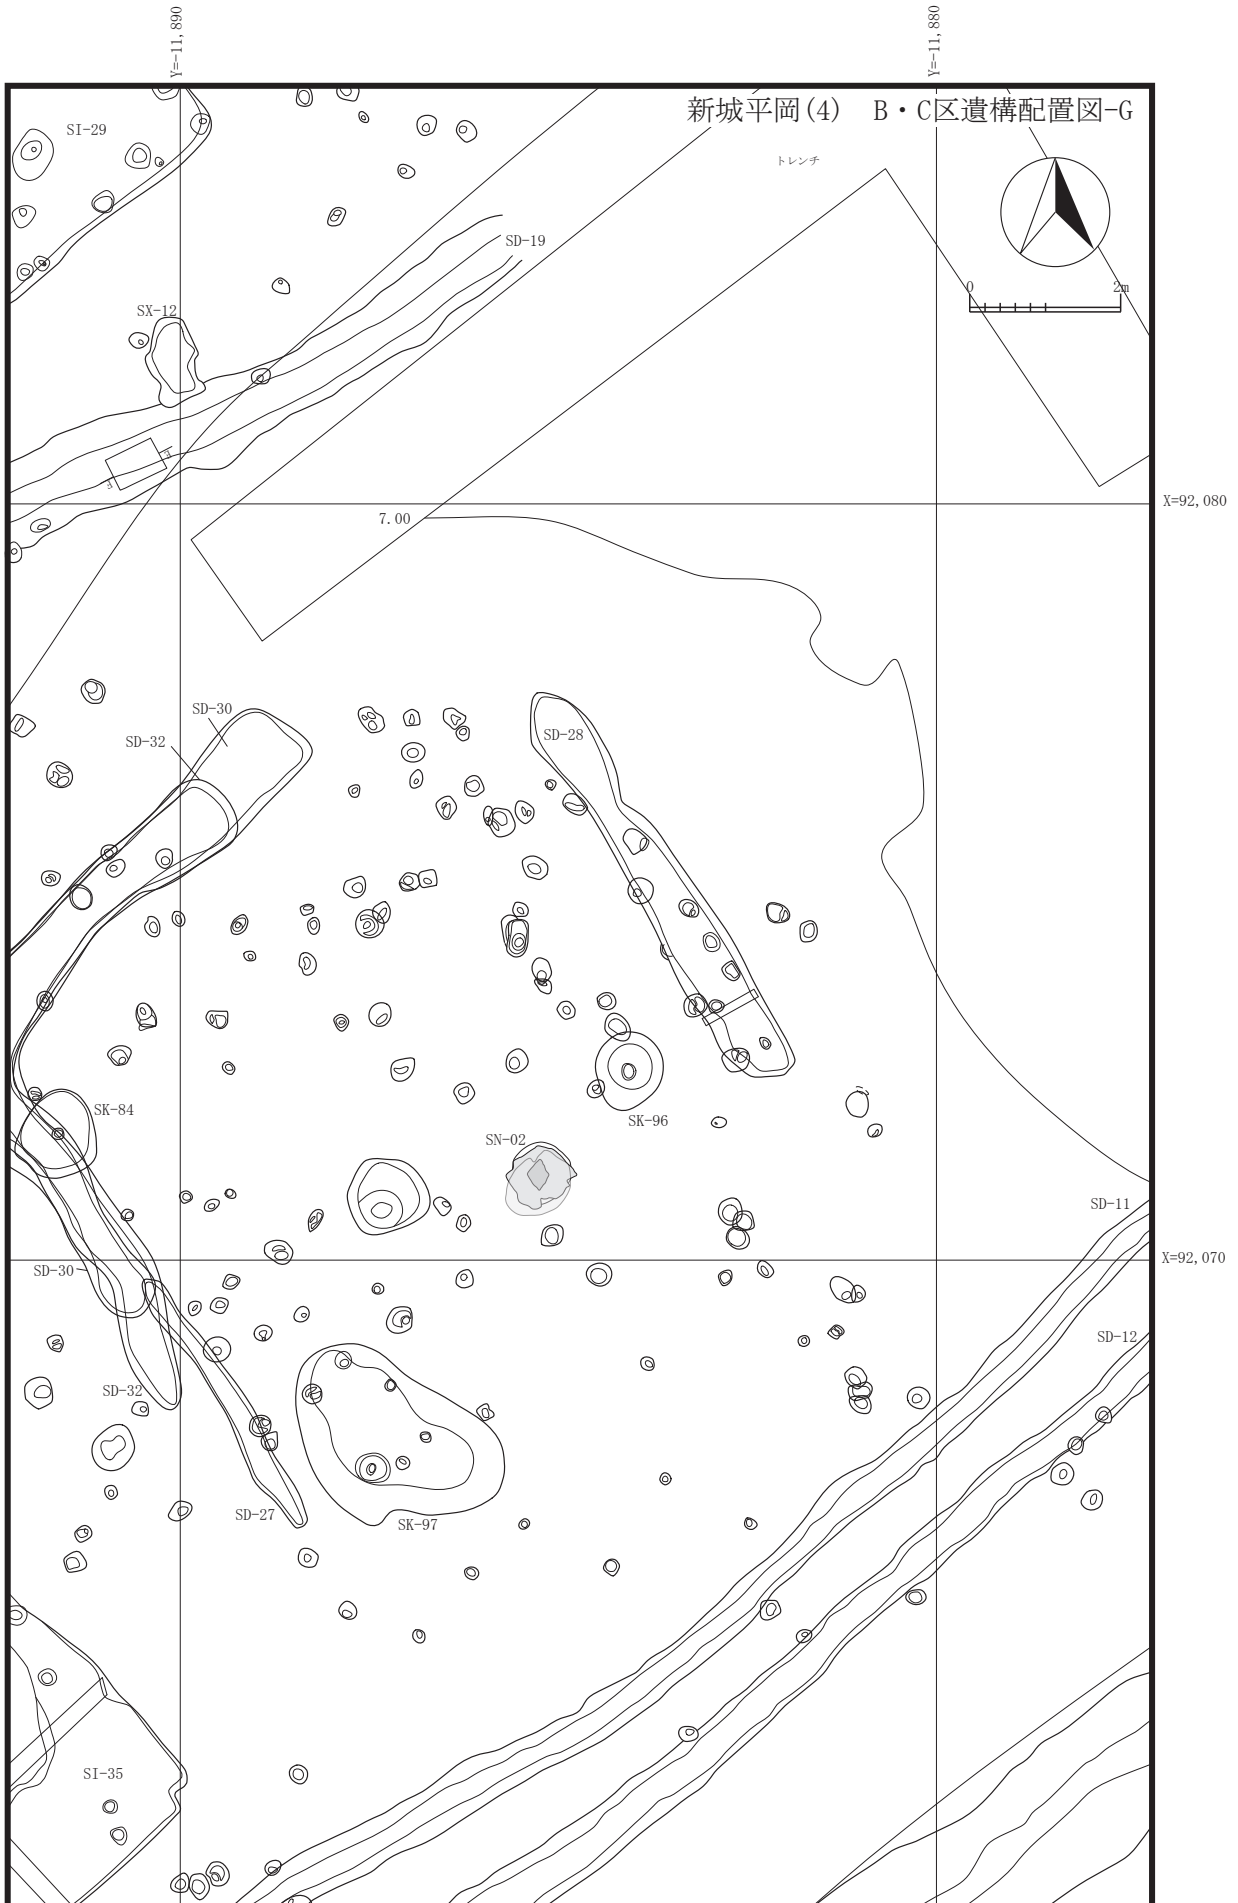 Y=-11,890
Y=-11,880
新城平岡(4)　B・C区遺構配置図-G
SI-29
トレンチ
SD-19
0
2m
SX-12
X=92,080
7.00
SD-30
SD-32
SD-28
SK-84
SK-96
SN-02
SD-11
X=92,070
SD-30
SD-12
SD-32
SD-27
SK-97
SI-35